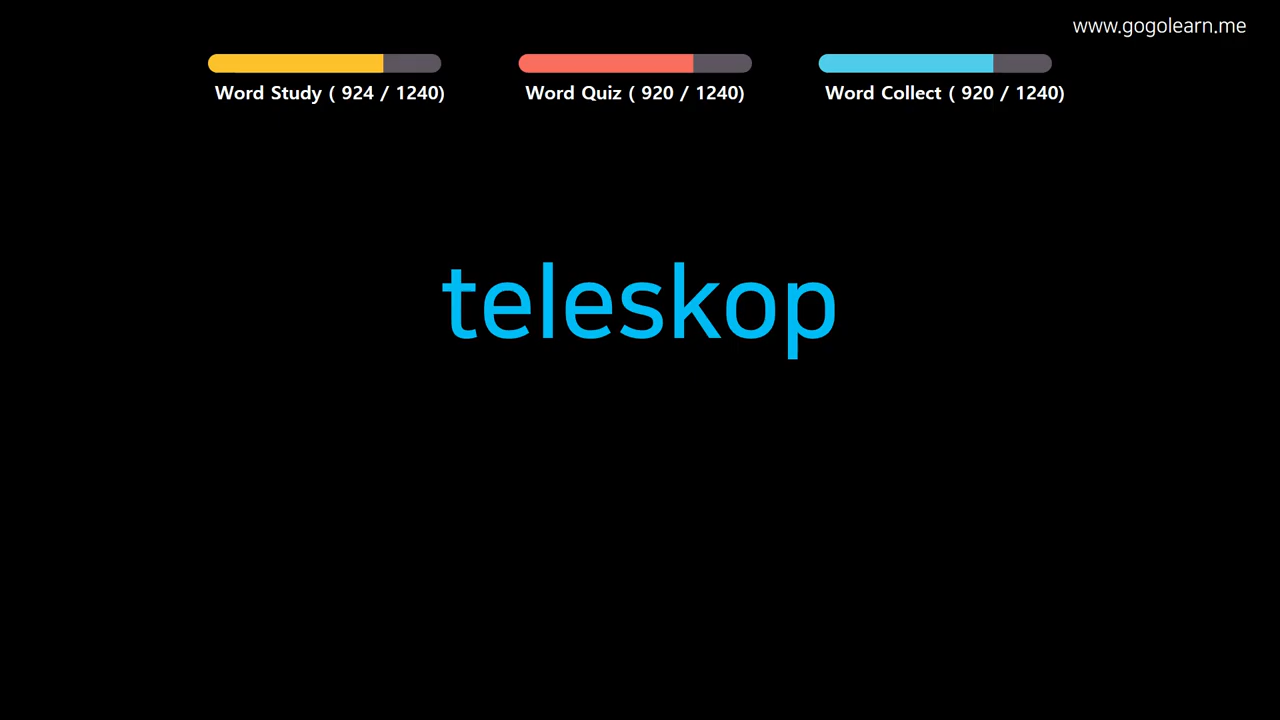 www.gogolearn.me
Word Study ( 924 / 1240)
Word Quiz ( 920 / 1240)
Word Collect ( 920 / 1240)
teleskop